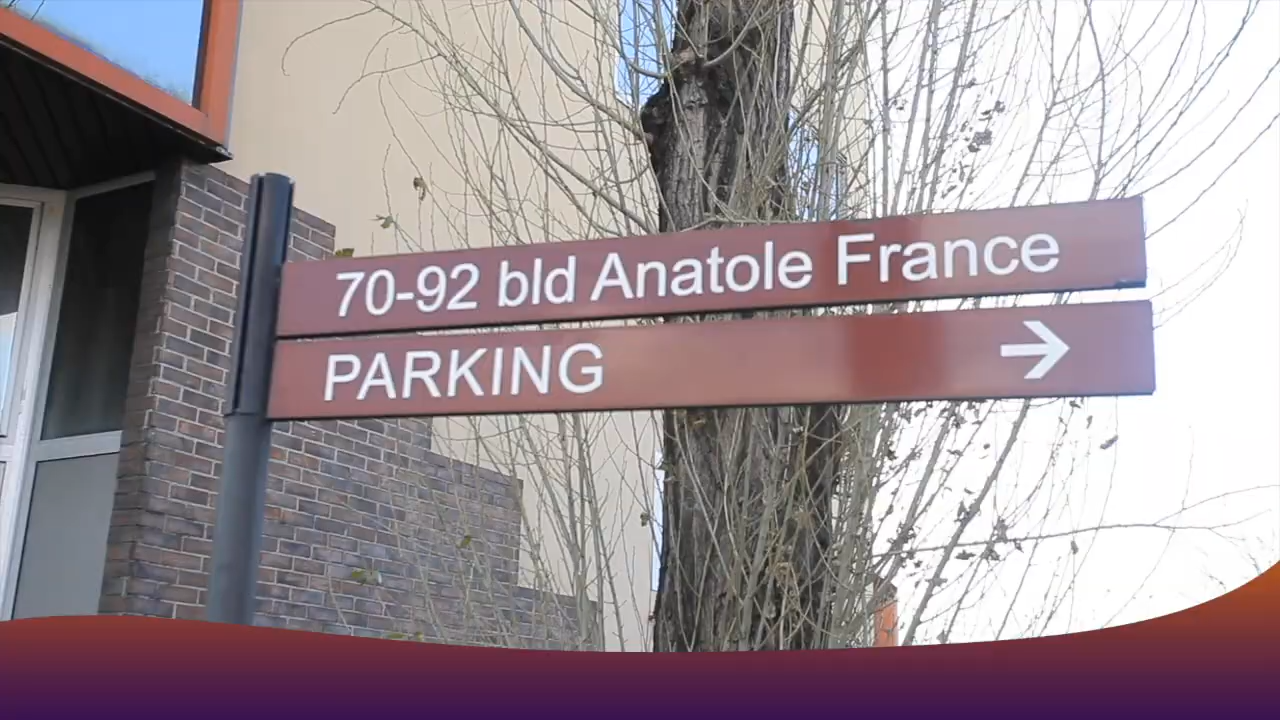 70-92 bld Anatole France
PARKING →